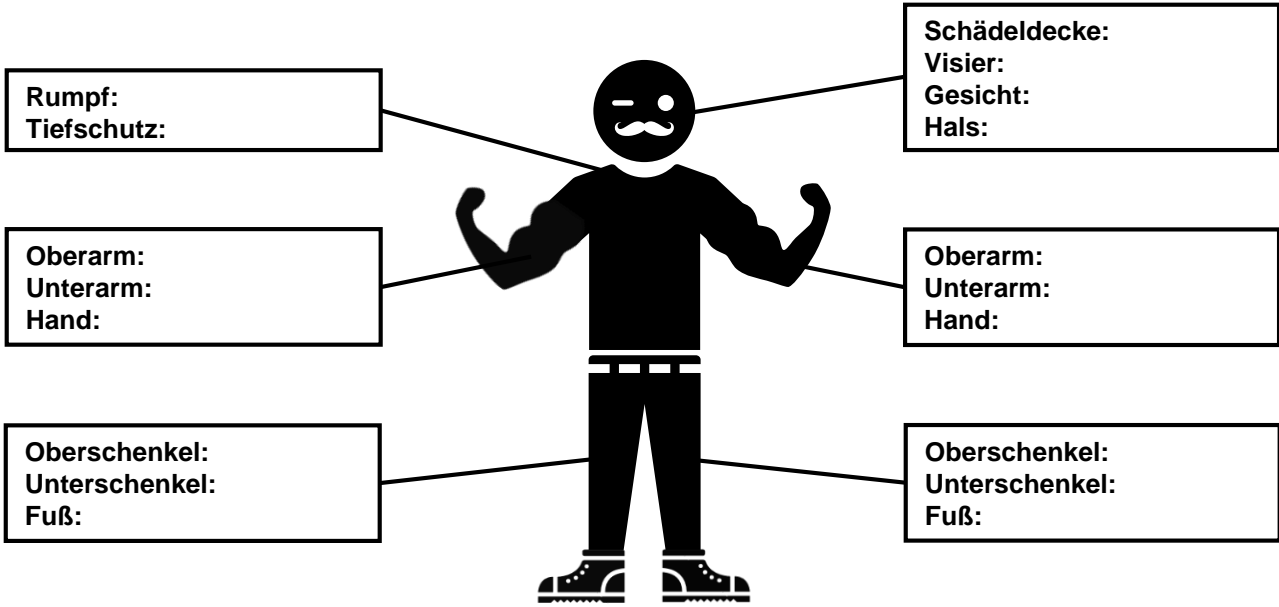 Schädeldecke:
Visier:
Gesicht:
Hals:
Rumpf:
Tiefschutz:
Oberarm:
Unterarm:
Hand:
Oberarm:
Unterarm:
Hand:
Oberschenkel:
Unterschenkel:
Fuß:
Oberschenkel:
Unterschenkel:
Fuß: